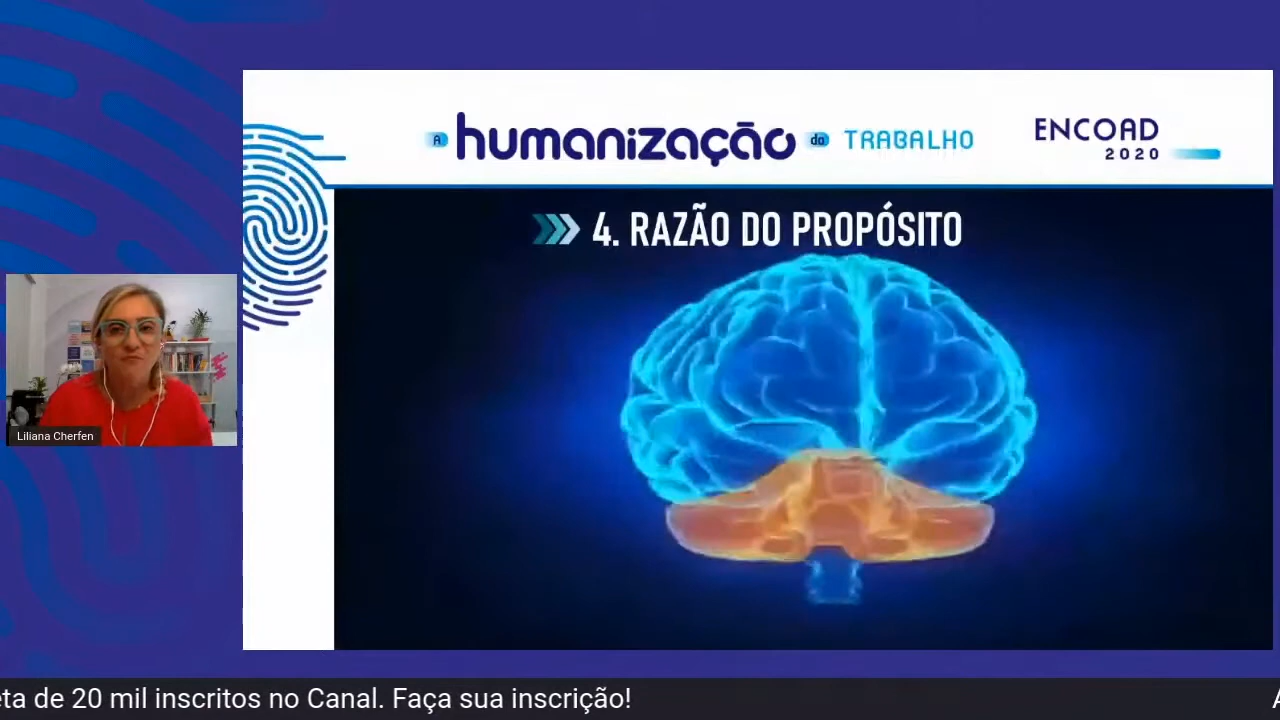 A humanização do TRABALHO
ENCOAD
2020
4. RAZÃO DO PROPÓSITO
Liliana Cherfen
de 20 mil inscritos no Canal. Faça sua inscrição!